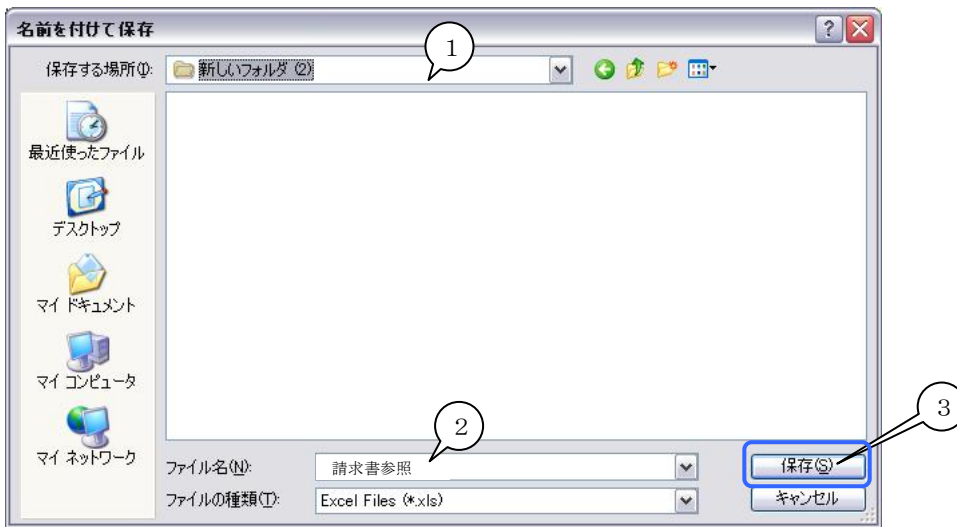 名前を付けて保存
1
保存する場所(I): 新しいフォルダ (2)
最近使ったファイル
デスクトップ
マイ ドキュメント
マイ コンピュータ
マイ ネットワーク
2
3
ファイル名(N): 請求書参照 保存(S)
ファイルの種類(T): Excel Files (*.xls) キャンセル